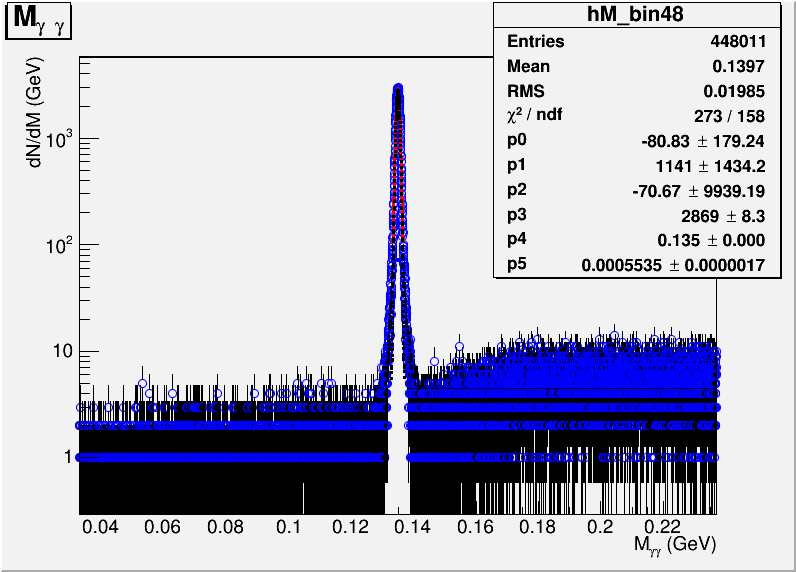 Mγ γ
hM_bin48
Entries 448011
Mean 0.1397
RMS 0.01985
χ² / ndf 273 / 158
p0 -80.83 ± 179.24
p1 1141 ± 1434.2
p2 -70.67 ± 9939.19
p3 2869 ± 8.3
p4 0.135 ± 0.000
p5 0.0005535 ± 0.0000017
dN/dM (GeV)
10³
10²
10
1
0.04 0.06 0.08 0.1 0.12 0.14 0.16 0.18 0.2 0.22
Mγγ (GeV)